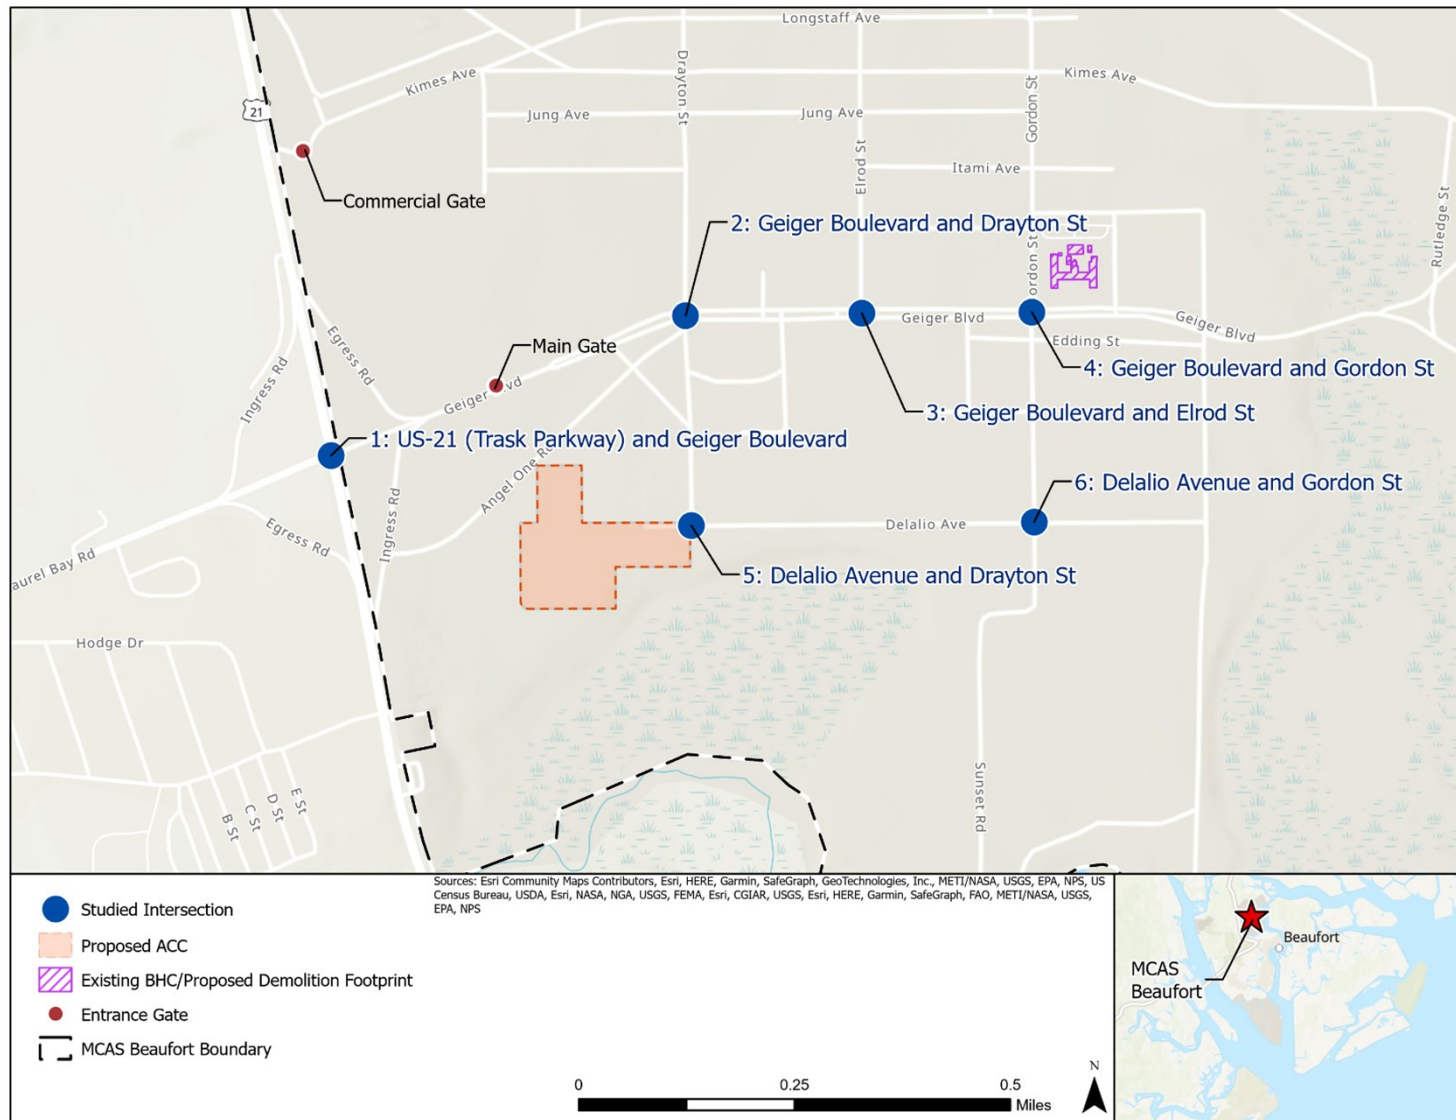 Longstaff Ave
Drayton St
Kimes Ave
Kimes Ave
21
Jung Ave
Jung Ave
Gordon St
Elrod St
Itami Ave
Commercial Gate
Rutledge St
2: Geiger Boulevard and Drayton St
ordon St
Geiger Blvd
Geiger Blvd
Edding St
Ingress Rd
Egress Rd
Main Gate
4: Geiger Boulevard and Gordon St
Geiger Blvd
3: Geiger Boulevard and Elrod St
1: US-21 (Trask Parkway) and Geiger Boulevard
Angel One Rd
6: Delalio Avenue and Gordon St
Ingress Rd
Egress Rd
Delalio Ave
aurel Bay Rd
5: Delalio Avenue and Drayton St
Hodge Dr
Sunset Rd
B St
C St
D St
E St
Sources: Esri Community Maps Contributors, Esri, HERE, Garmin, SafeGraph, GeoTechnologies, Inc., METI/NASA, USGS, EPA, NPS, US
Census Bureau, USDA, Esri, NASA, NGA, USGS, FEMA, Esri, CGIAR, USGS, Esri, HERE, Garmin, SafeGraph, FAO, METI/NASA, USGS,
EPA, NPS
Studied Intersection
Proposed ACC
Existing BHC/Proposed Demolition Footprint
Entrance Gate
MCAS Beaufort Boundary
0 0.25 0.5
Miles
N
Beaufort
MCAS
Beaufort